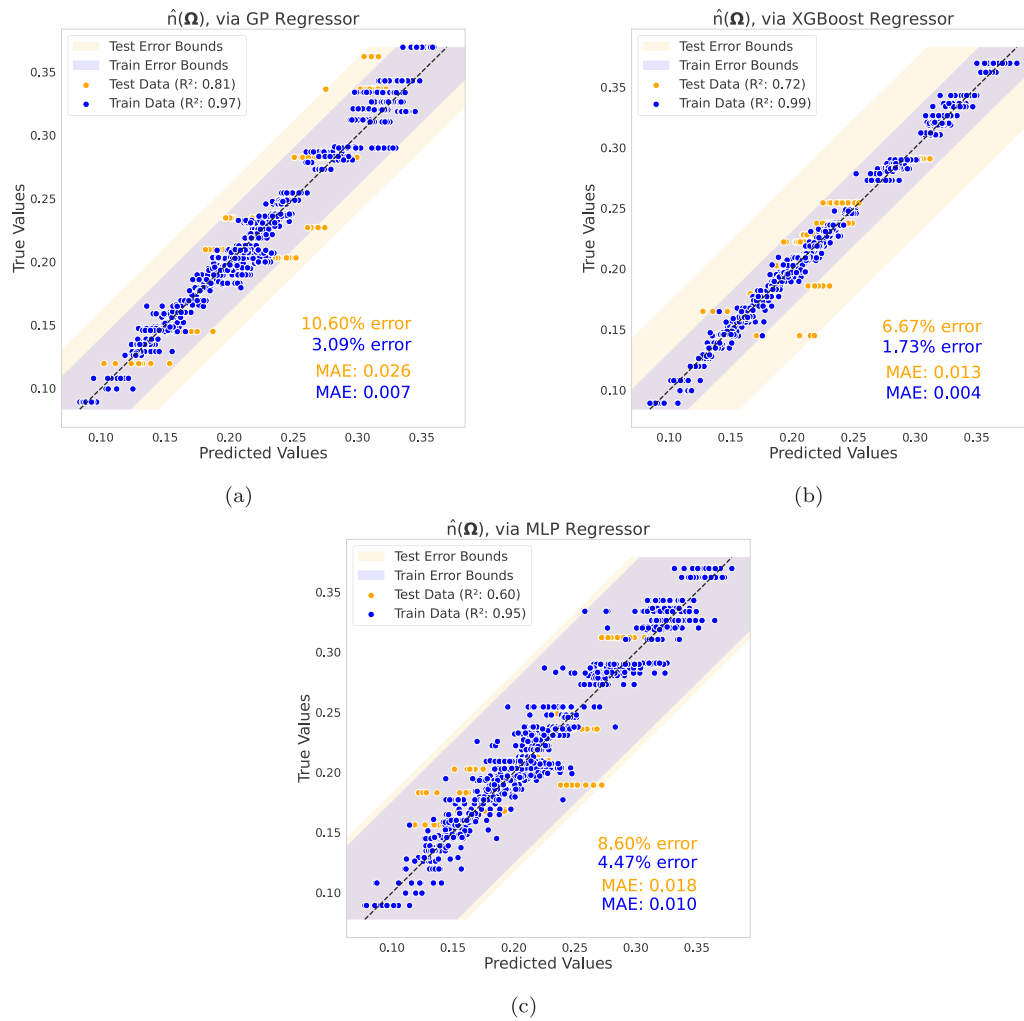 n̂(Ω), via GP Regressor
Test Error Bounds
Train Error Bounds
Test Data (R²: 0.81)
Train Data (R²: 0.97)
True Values
0.35
0.30
0.25
0.20
0.15
0.10
10.60% error
3.09% error
MAE: 0.026
MAE: 0.007
0.10 0.15 0.20 0.25 0.30 0.35
Predicted Values
(a)
n̂(Ω), via XGBoost Regressor
Test Error Bounds
Train Error Bounds
Test Data (R²: 0.72)
Train Data (R²: 0.99)
True Values
0.35
0.30
0.25
0.20
0.15
0.10
6.67% error
1.73% error
MAE: 0.013
MAE: 0.004
0.10 0.15 0.20 0.25 0.30 0.35
Predicted Values
(b)
n̂(Ω), via MLP Regressor
Test Error Bounds
Train Error Bounds
Test Data (R²: 0.60)
Train Data (R²: 0.95)
True Values
0.35
0.30
0.25
0.20
0.15
0.10
8.60% error
4.47% error
MAE: 0.018
MAE: 0.010
0.10 0.15 0.20 0.25 0.30 0.35
Predicted Values
(c)